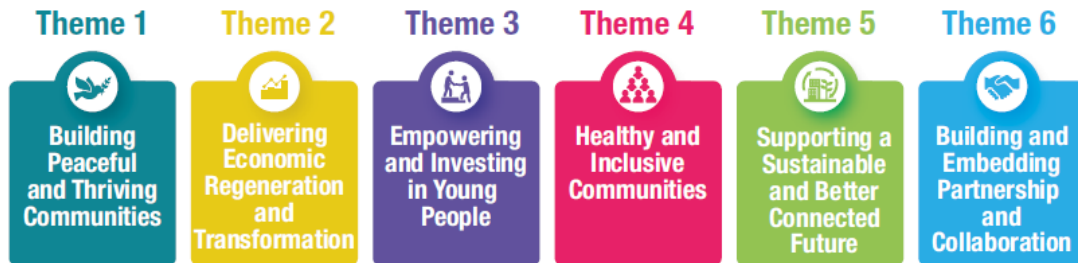 Theme 1
Building
Peaceful
and Thriving
Communities
Theme 2
Delivering
Economic
Regeneration
and
Transformation
Theme 3
Empowering
and Investing
in Young
People
Theme 4
Healthy and
Inclusive
Communities
Theme 5
Supporting a
Sustainable
and Better
Connected
Future
Theme 6
Building and
Embedding
Partnership
and
Collaboration